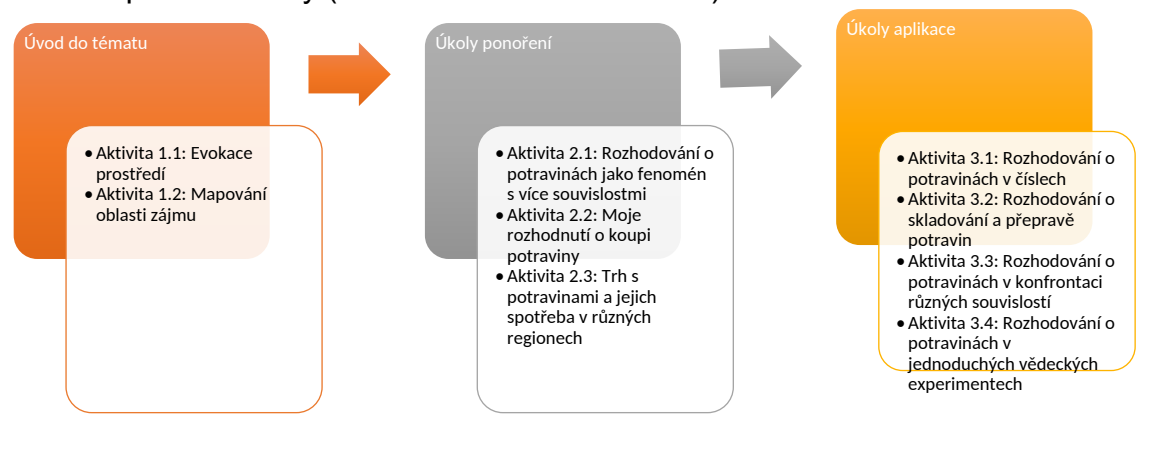 Úvod do tématu
• Aktivita 1.1: Evokace
prostředí
• Aktivita 1.2: Mapování
oblasti zájmu
Úkoly ponoření
• Aktivita 2.1: Rozhodování o
potravinách jako fenomén
s více souvislostmi
• Aktivita 2.2: Moje
rozhodnutí o koupi
potraviny
• Aktivita 2.3: Trh s
potravinami a jejich
spotřeba v různých
regionech
Úkoly aplikace
• Aktivita 3.1: Rozhodování o
potravinách v číslech
• Aktivita 3.2: Rozhodování o
skladování a přepravě
potravin
• Aktivita 3.3: Rozhodování o
potravinách v konfrontaci
různých souvislostí
• Aktivita 3.4: Rozhodování o
potravinách v
jednoduchých vědeckých
experimentech